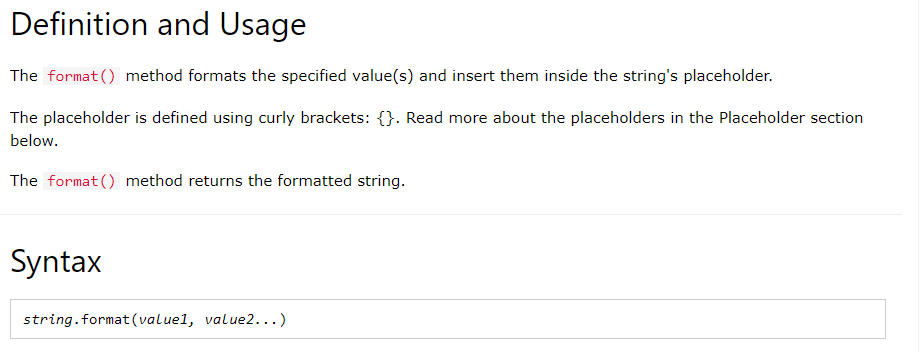 Definition and Usage
The format() method formats the specified value(s) and insert them inside the string's placeholder.
The placeholder is defined using curly brackets: {}. Read more about the placeholders in the Placeholder section
below.
The format() method returns the formatted string.
Syntax
string.format(value1, value2...)